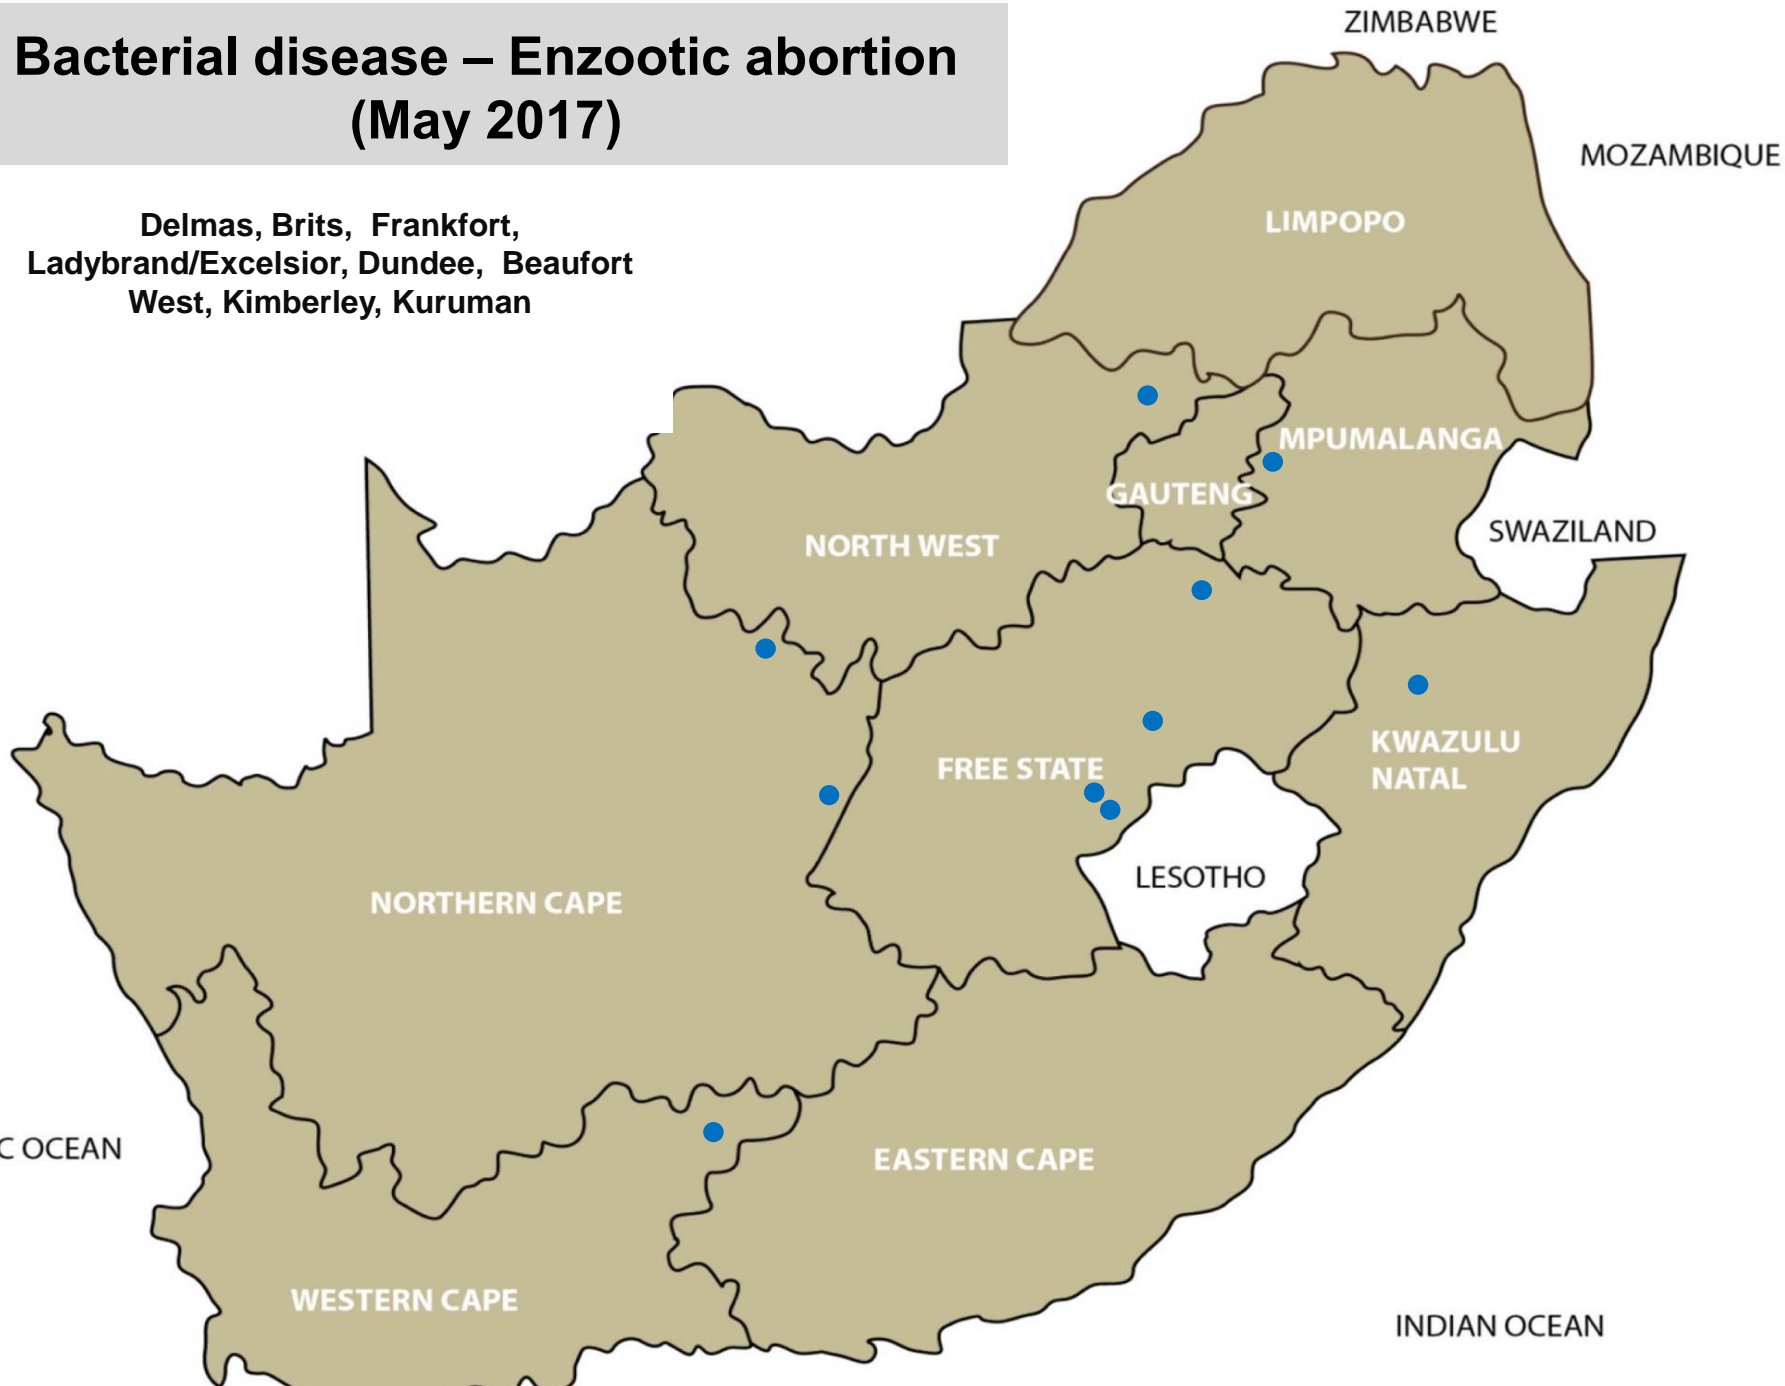 Bacterial disease – Enzootic abortion
(May 2017)
Delmas, Brits, Frankfort,
Ladybrand/Excelsior, Dundee, Beaufort
West, Kimberley, Kuruman
ZIMBABWE
MOZAMBIQUE
LIMPOPO
MPUMALANGA
GAUTENG
SWAZILAND
NORTH WEST
KWAZULU
NATAL
FREE STATE
LESOTHO
NORTHERN CAPE
C OCEAN
EASTERN CAPE
WESTERN CAPE
INDIAN OCEAN